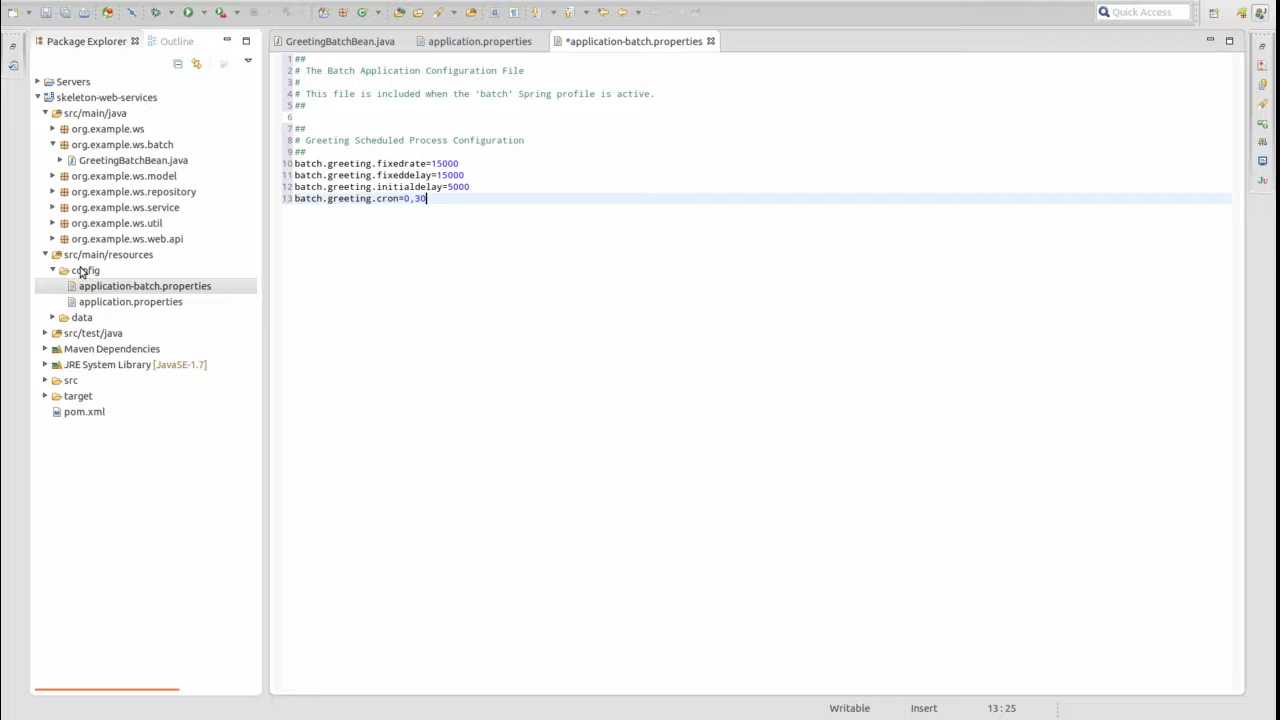 Quick Access
Package Explorer
Outline
Servers
skeleton-web-services
src/main/java
org.example.ws
org.example.ws.batch
GreetingBatchBean.java
org.example.ws.model
org.example.ws.repository
org.example.ws.service
org.example.ws.util
org.example.ws.web.api
src/main/resources
config
application-batch.properties
application.properties
data
src/test/java
Maven Dependencies
JRE System Library [JavaSE-1.7]
src
target
pom.xml
GreetingBatchBean.java
application.properties
*application-batch.properties
1 ##
2 # The Batch Application Configuration File
3 #
4 # This file is included when the 'batch' Spring profile is active.
5 ##
6
7 ##
8 # Greeting Scheduled Process Configuration
9 ##
10 batch.greeting.fixedrate=15000
11 batch.greeting.fixeddelay=15000
12 batch.greeting.initialdelay=5000
13 batch.greeting.cron=0,30
Ju
Writable
Insert
13 : 25